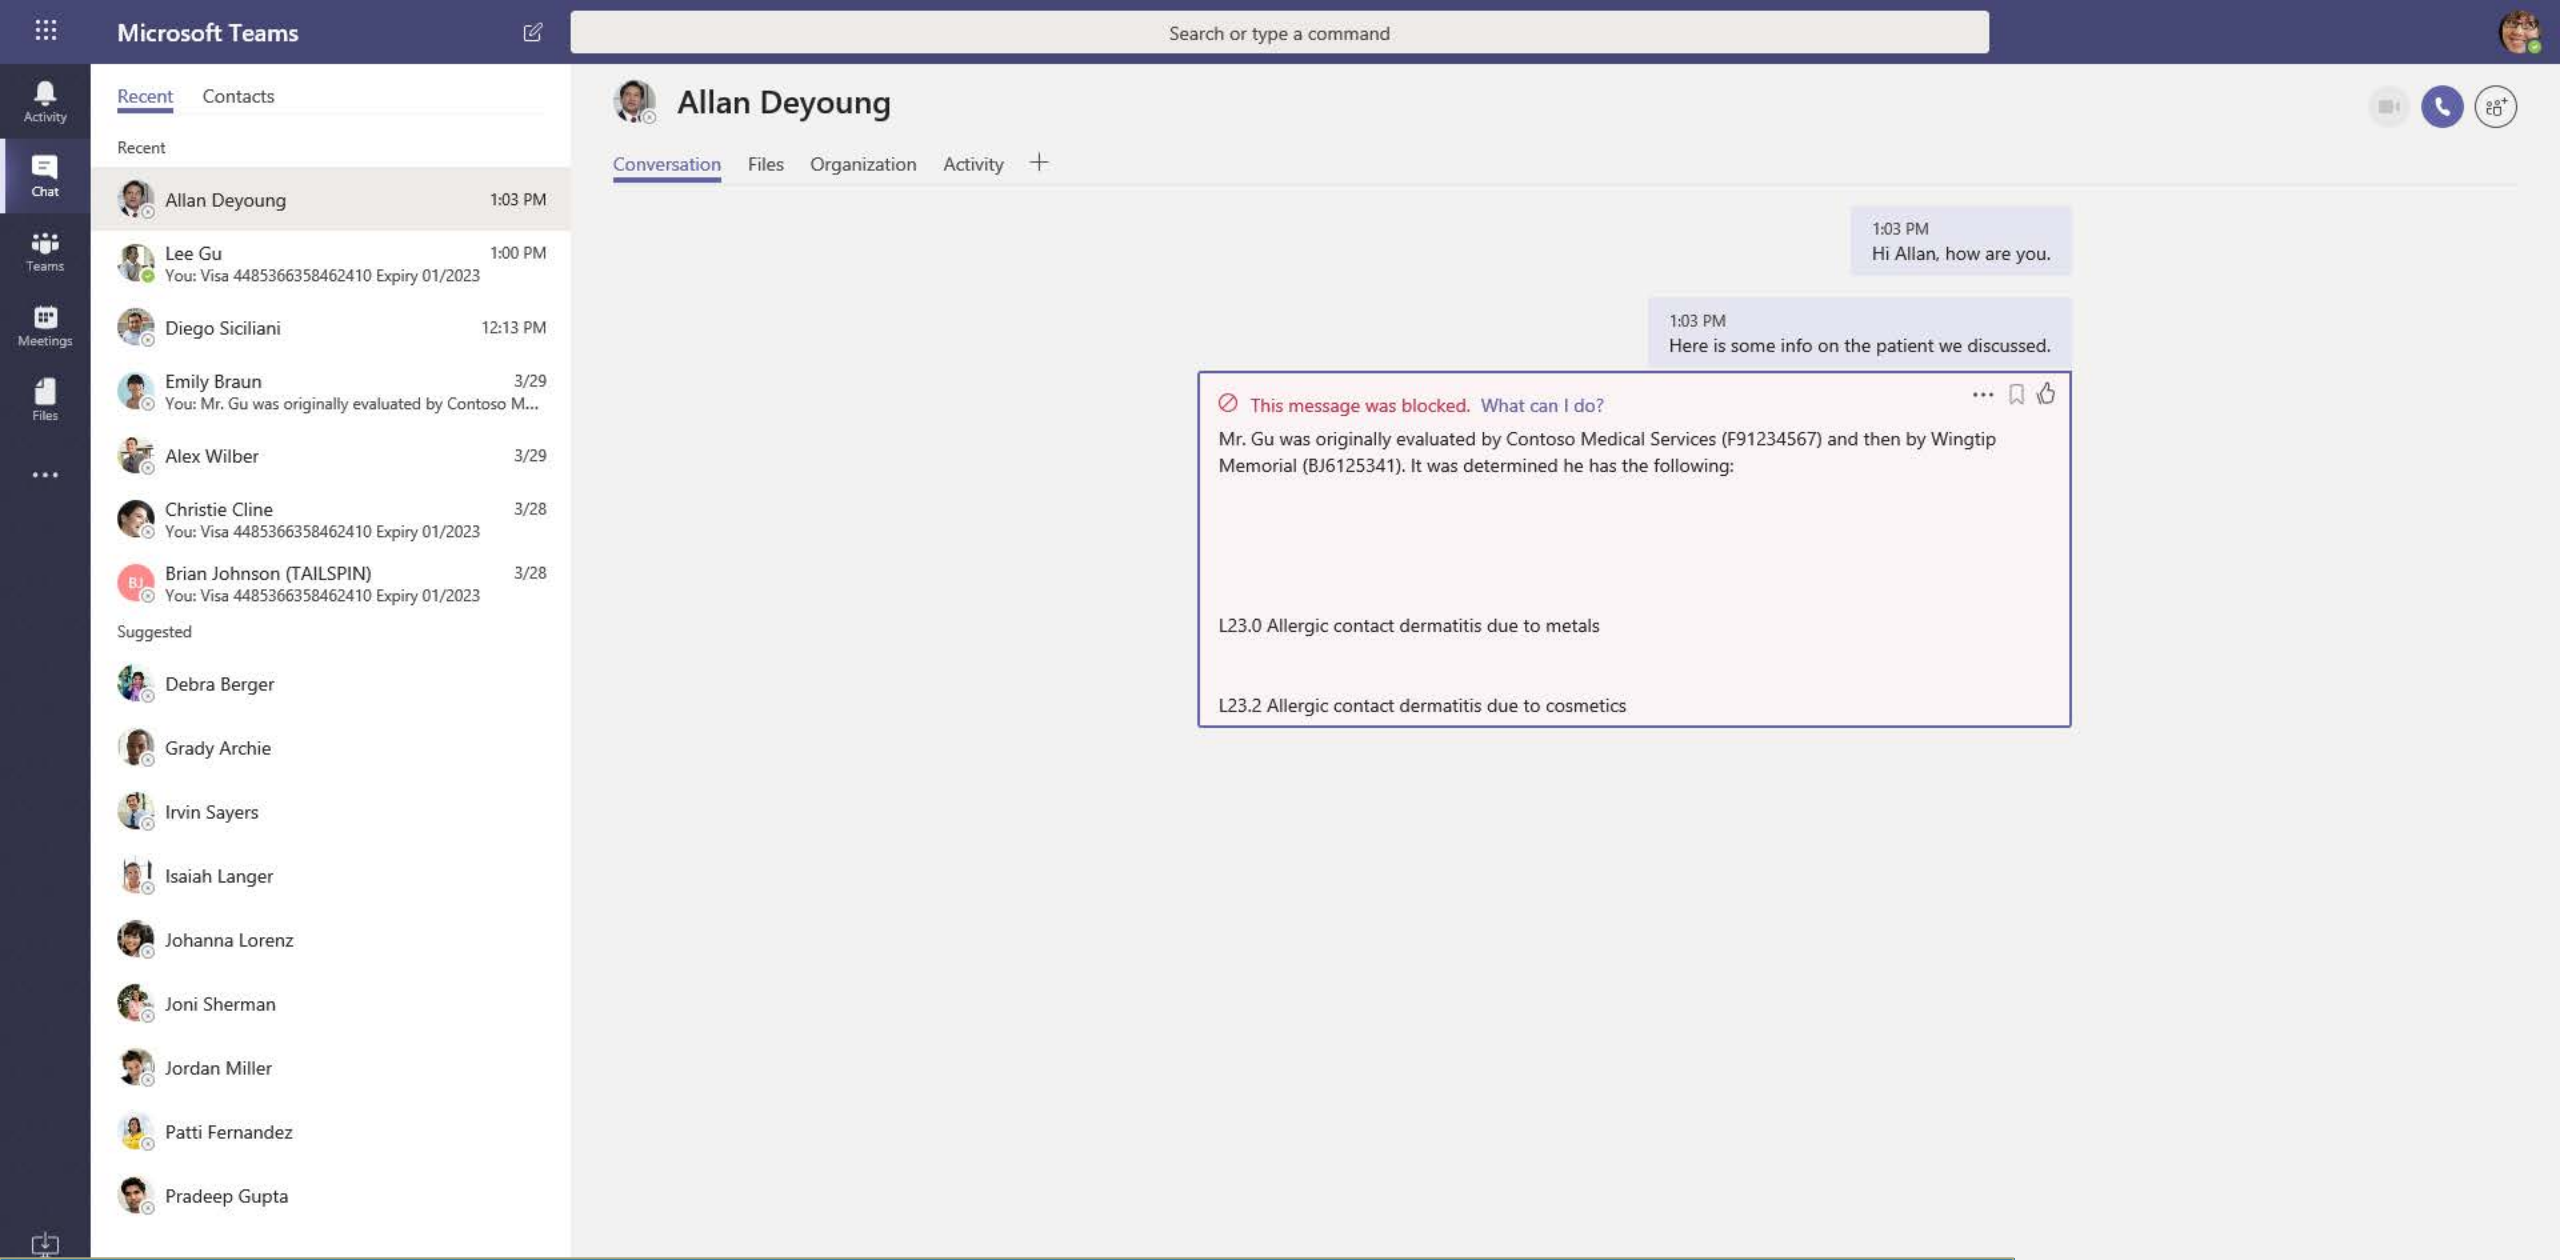 Microsoft Teams
Search or type a command
Activity
Chat
Teams
Meetings
Files
Recent Contacts
Recent
Allan Deyoung 1:03 PM
Lee Gu 1:00 PM
You: Visa 4485366358462410 Expiry 01/2023
Diego Siciliani 12:13 PM
Emily Braun 3/29
You: Mr. Gu was originally evaluated by Contoso M...
Alex Wilber 3/29
Christie Cline 3/28
You: Visa 4485366358462410 Expiry 01/2023
BJ
Brian Johnson (TAILSPIN) 3/28
You: Visa 4485366358462410 Expiry 01/2023
Suggested
Debra Berger
Grady Archie
Irvin Sayers
Isaiah Langer
Johanna Lorenz
Joni Sherman
Jordan Miller
Patti Fernandez
Pradeep Gupta
Allan Deyoung
Conversation Files Organization Activity
1:03 PM
Hi Allan, how are you.
1:03 PM
Here is some info on the patient we discussed.
This message was blocked. What can I do?
Mr. Gu was originally evaluated by Contoso Medical Services (F91234567) and then by Wingtip
Memorial (BJ6125341). It was determined he has the following:
L23.0 Allergic contact dermatitis due to metals
L23.2 Allergic contact dermatitis due to cosmetics